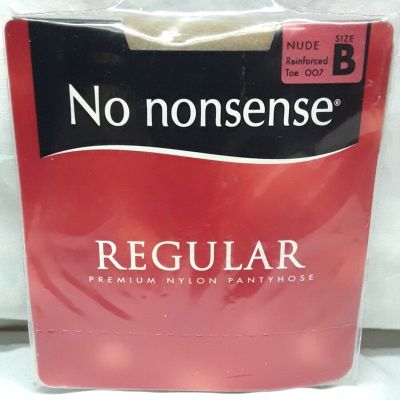 NUDE
Reinforced
Toe 007
SIZE
B
No nonsense®
REGULAR
PREMIUM NYLON PANTYHOSE